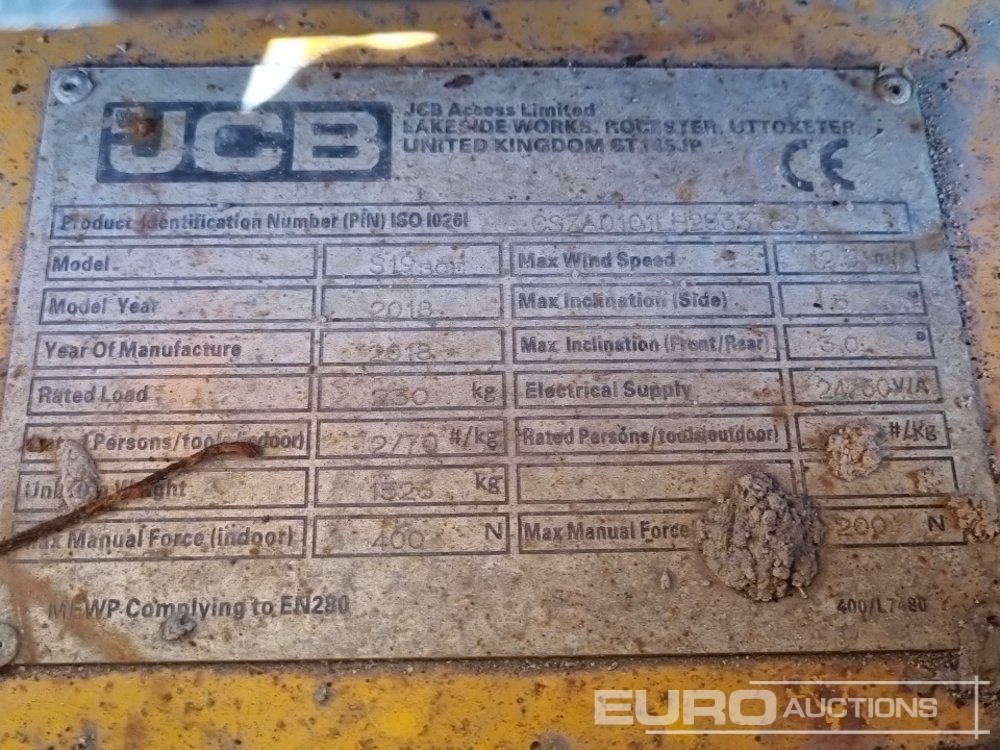 JCB
JCB Access Limited
LAKESIDE WORKS, ROCESTER, UTTOXETER,
UNITED KINGDOM ST14 5JP
CE
Product Identification Number (PIN) ISO 10261
Model S1930E Max Wind Speed
Model Year 2018 Max Inclination (Side) °
Year Of Manufacture 2018 Max Inclination (Front/Rear) 3.0 °
Rated Load 230 kg Electrical Supply V/A
Rated Persons/tools(indoor) 2/70 #/kg Rated Persons/tools(outdoor) #/kg
Unladen Weight kg
Max Manual Force (indoor) 400 N Max Manual Force 200 N
MEWP Complying to EN280
400/L7480
EURO AUCTIONS